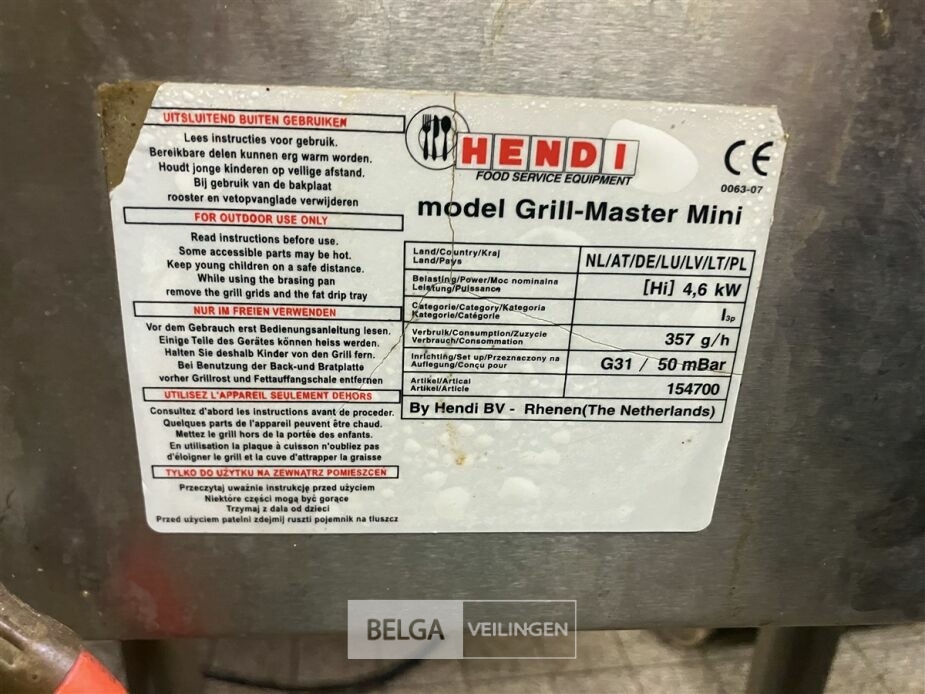 UITSLUITEND BUITEN GEBRUIKEN
Lees instructies voor gebruik.
Bereikbare delen kunnen erg warm worden.
Houdt jonge kinderen op veilige afstand.
Bij gebruik van de bakplaat
rooster en vetopvanglade verwijderen
FOR OUTDOOR USE ONLY
Read instructions before use.
Some accessible parts may be hot.
Keep young children on a safe distance.
While using the brasing pan
remove the grill grids and the fat drip tray
NUR IM FREIEN VERWENDEN
Vor dem Gebrauch erst Bedienungsanleitung lesen.
Einige Teile des Gerätes können heiss werden.
Halten Sie deshalb Kinder von den Grill fern.
Bei Benutzung der Back-und Bratplatte
vorher Grillrost und Fettauffangschale entfernen
UTILISEZ L'APPAREIL SEULEMENT DEHORS
Consultez d'abord les instructions avant de proceder.
Quelques parts de l'appareil peuvent être chaud.
Mettez le grill hors de la portée des enfants.
En utilisation la plaque à cuisson n'oubliez pas
d'éloigner le grill et la cuve d'attrapper la graisse
TYLKO DO UŻYTKU NA ZEWNĄTRZ POMIESZCEŃ
Przeczytaj uważnie instrukcję przed użyciem
Niektóre części mogą być gorące
Trzymaj z dala od dzieci
Przed użyciem patelni zdejmij ruszti pojemnik na tłuszcz
HENDI
FOOD SERVICE EQUIPMENT
CE
0063-07
model Grill-Master Mini
Land/Country/Kraj
Land/Pays
NL/AT/DE/LU/LV/LT/PL
Belasting/Power/Moc nominaina
Leistung/Puissance
[Hi] 4,6 kW
Categorie/Category/Kategoria
Kategorie/Catégorie
I3p
Verbruik/Consumption/Zuzycie
Verbrauch/Consommation
357 g/h
Inrichting/Set up/Przeznaczony na
Auflegung/Conçu pour
G31 / 50 mBar
Artikel/Artical
Artikel/Article
154700
By Hendi BV - Rhenen(The Netherlands)
BELGA VEILINGEN